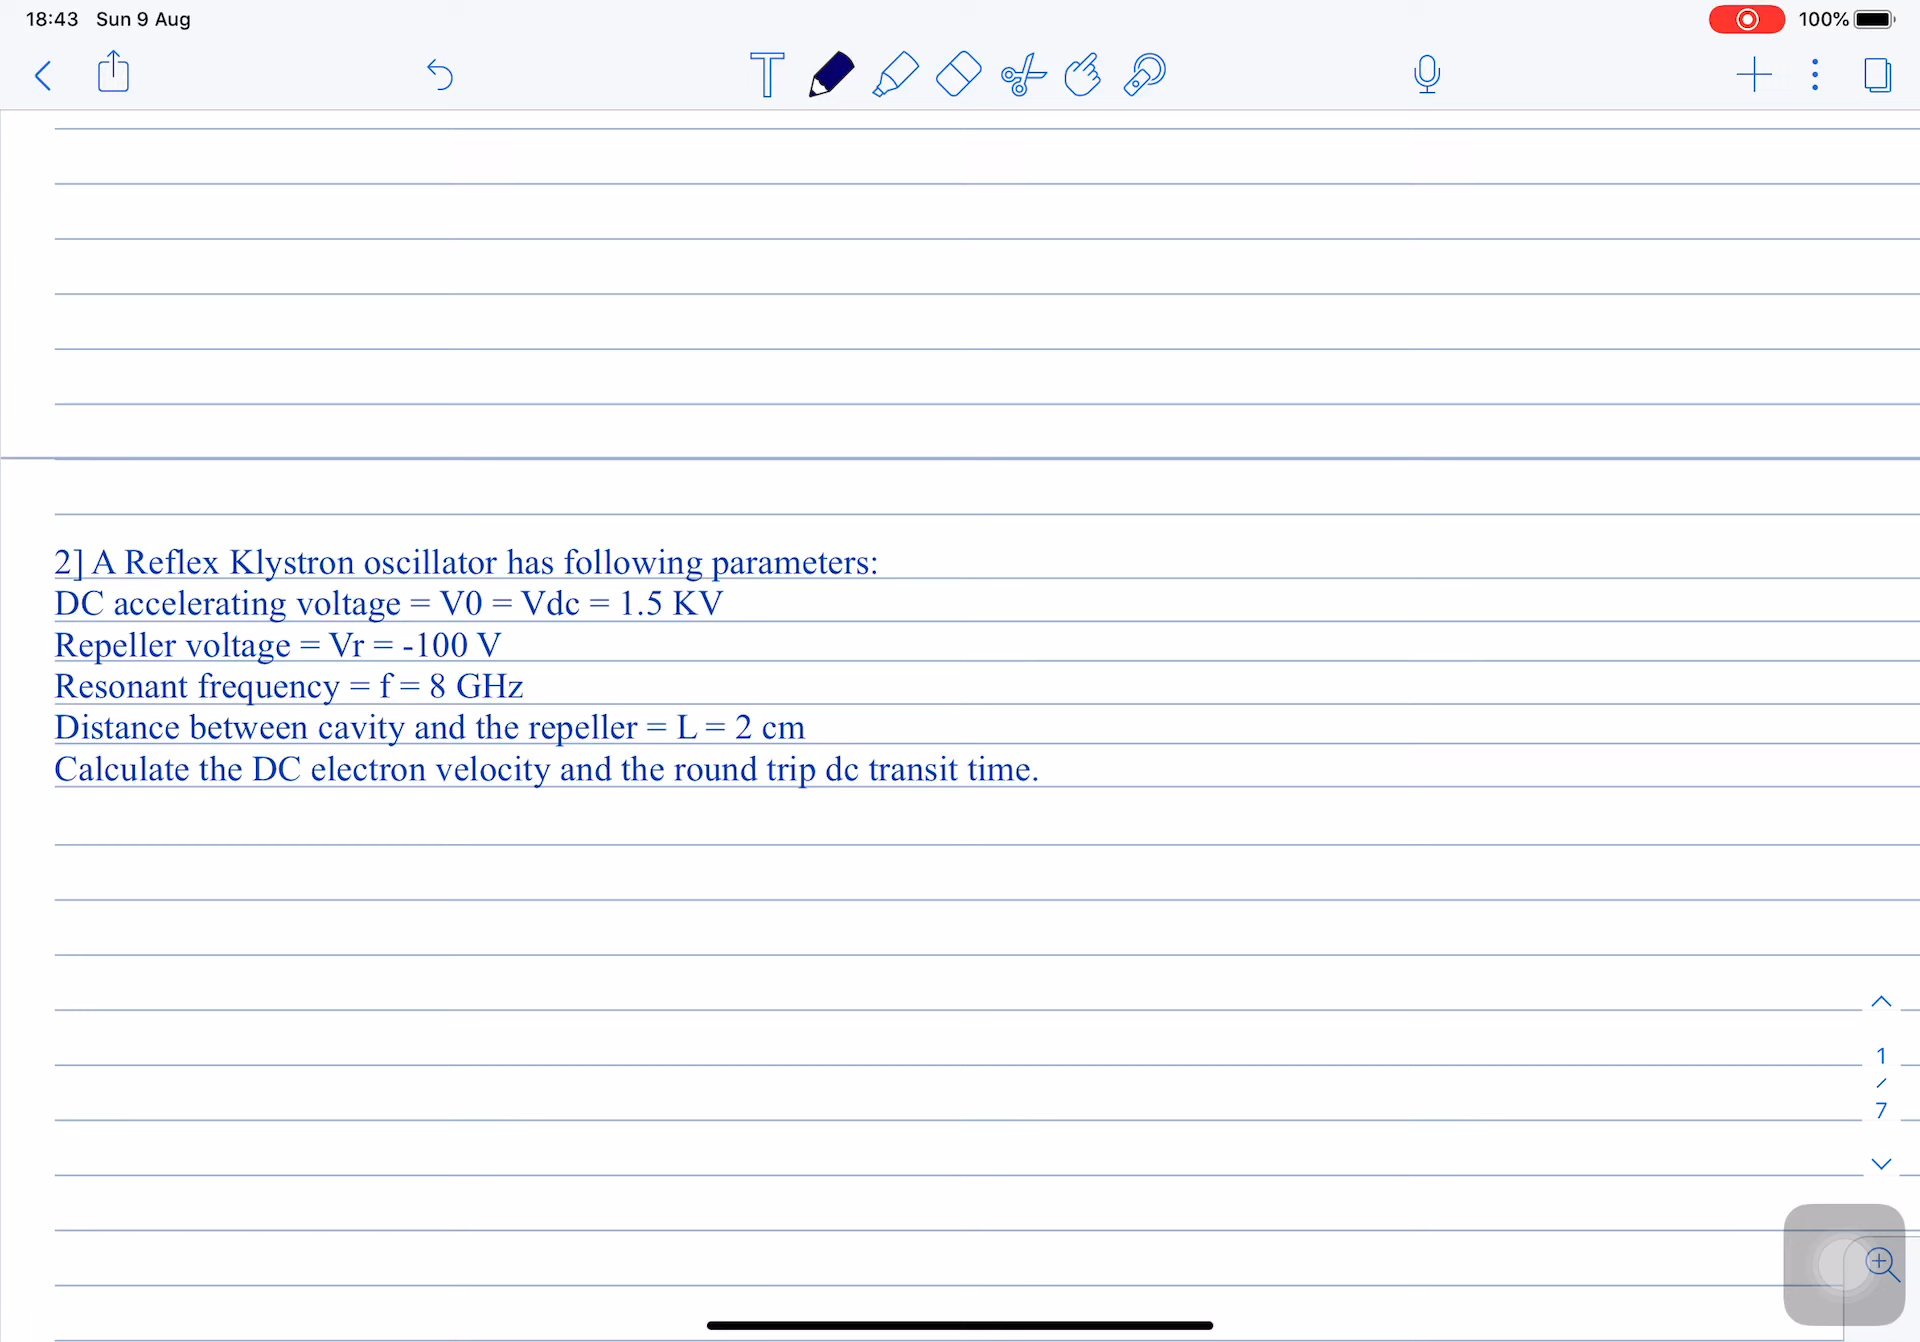 18:43 Sun 9 Aug 100%
T
2] A Reflex Klystron oscillator has following parameters:
DC accelerating voltage = V0 = Vdc = 1.5 KV
Repeller voltage = Vr = -100 V
Resonant frequency = f = 8 GHz
Distance between cavity and the repeller = L = 2 cm
Calculate the DC electron velocity and the round trip dc transit time.
1
/
7